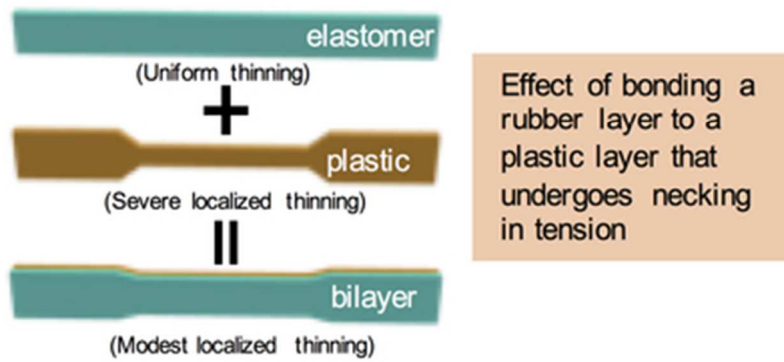 elastomer
(Uniform thinning)
+
plastic
(Severe localized thinning)
=
bilayer
(Modest localized thinning)
Effect of bonding a
rubber layer to a
plastic layer that
undergoes necking
in tension